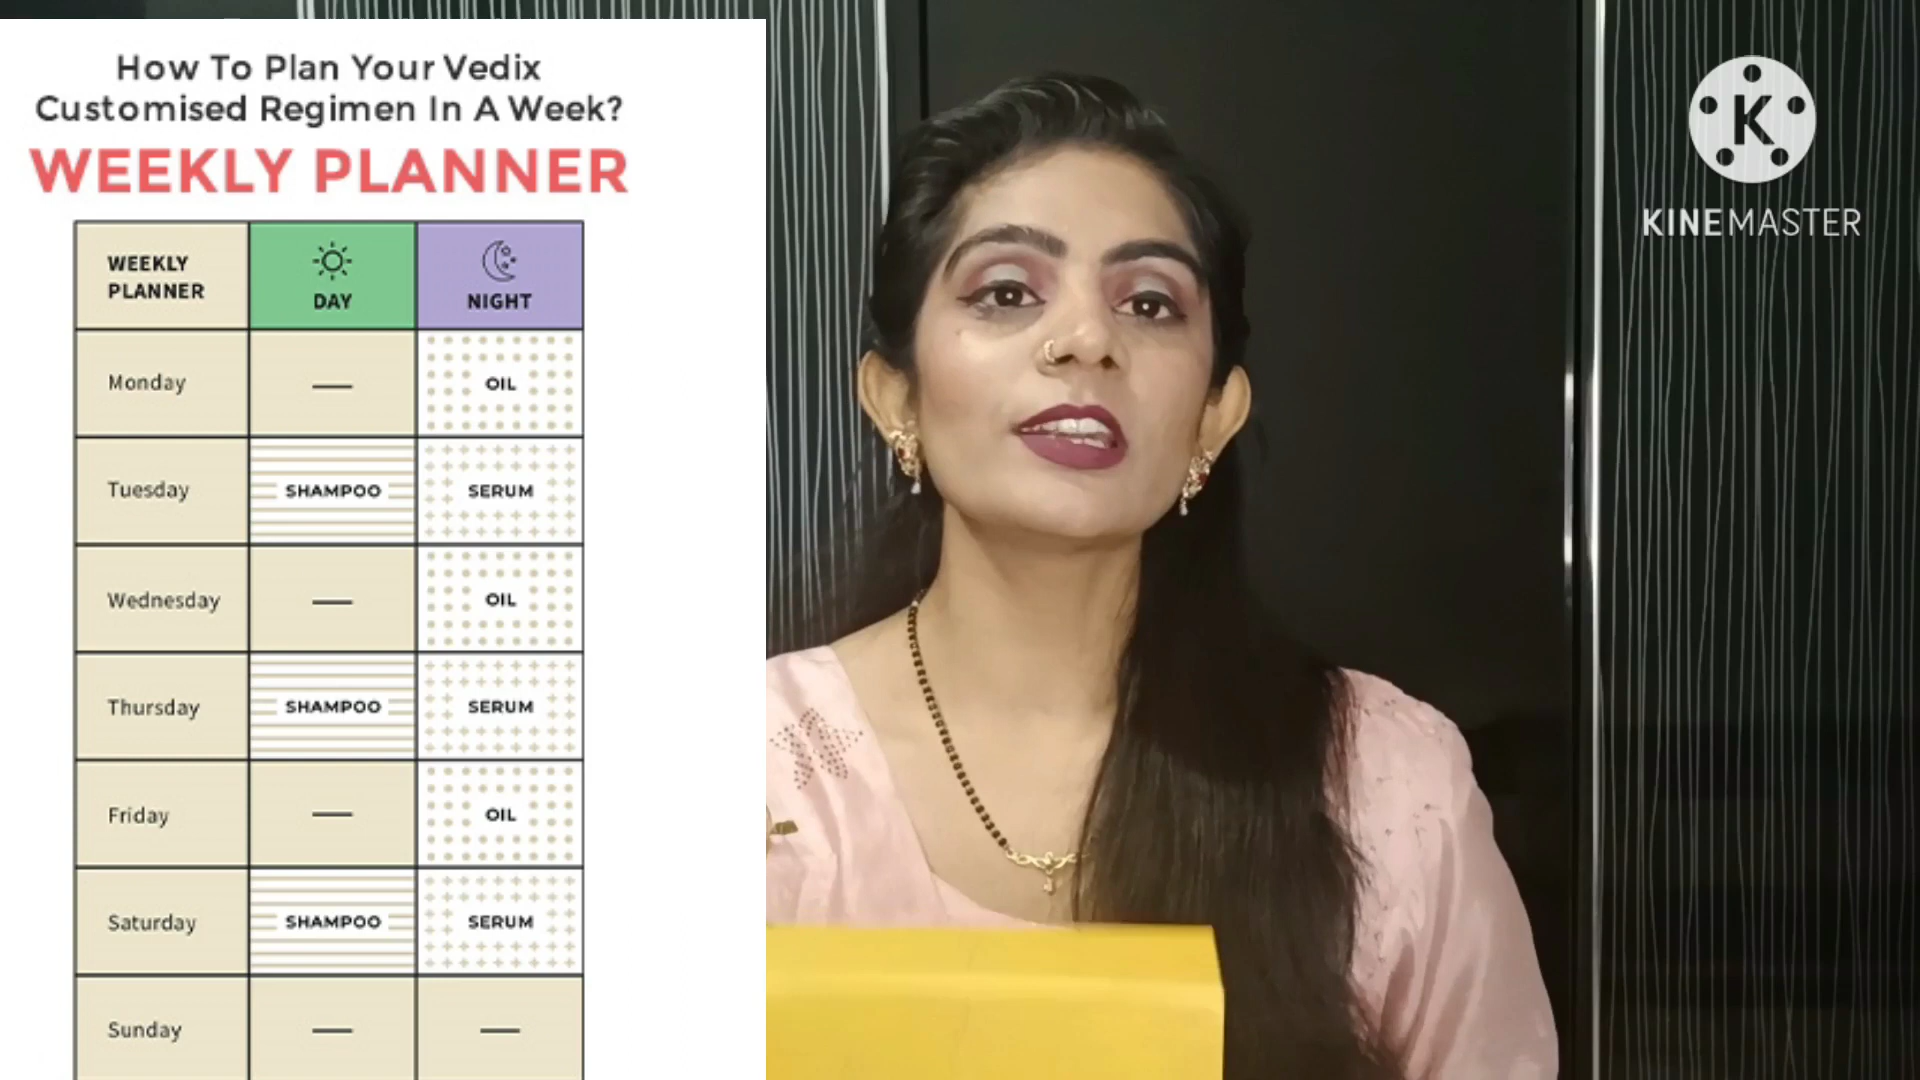 How To Plan Your Vedix
Customised Regimen In A Week?
WEEKLY PLANNER
WEEKLY
PLANNER
DAY
NIGHT
Monday
—
OIL
Tuesday
SHAMPOO
SERUM
Wednesday
—
OIL
Thursday
SHAMPOO
SERUM
Friday
—
OIL
Saturday
SHAMPOO
SERUM
Sunday
—
—
K
KINEMASTER